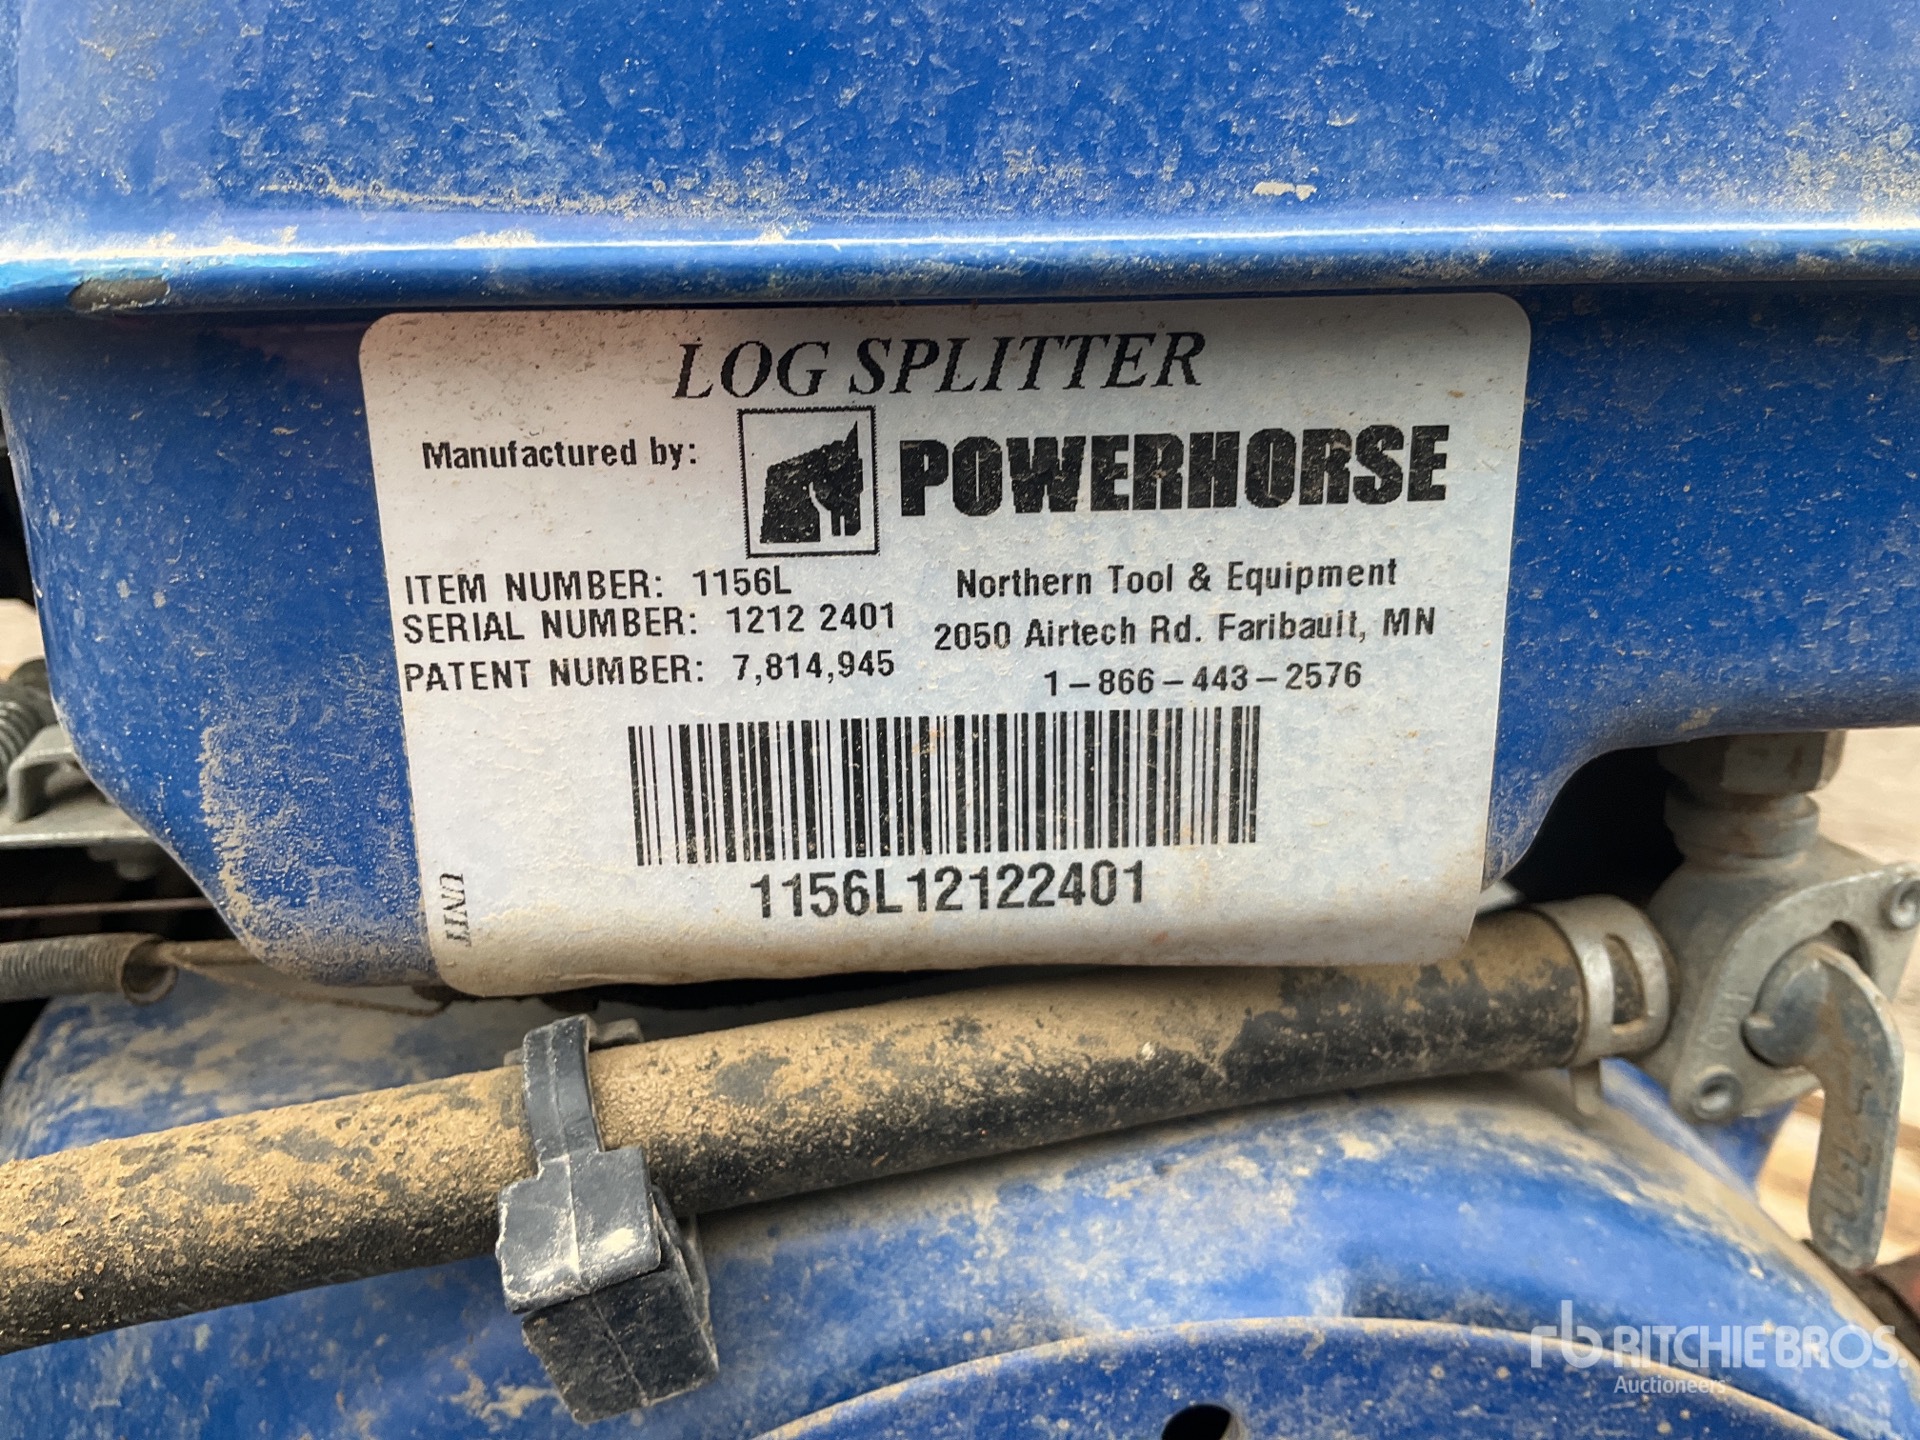 LOG SPLITTER
Manufactured by: POWERHORSE
ITEM NUMBER: 1156L
SERIAL NUMBER: 1212 2401
PATENT NUMBER: 7,814,945
Northern Tool & Equipment
2050 Airtech Rd. Faribault, MN
1-866-443-2576
1156L12122401
UNIT
rb RITCHIE BROS.
Auctioneers